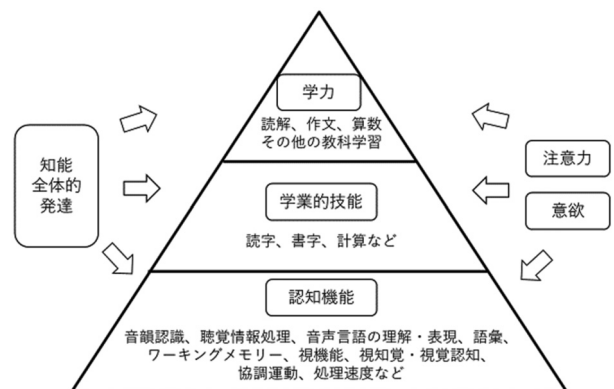 学力
読解、作文、算数
その他の教科学習
知能
全体的
発達
注意力
意欲
学業的技能
読字、書字、計算など
認知機能
音韻認識、聴覚情報処理、音声言語の理解・表現、語彙、
ワーキングメモリー、視機能、視知覚・視覚認知、
協調運動、処理速度など